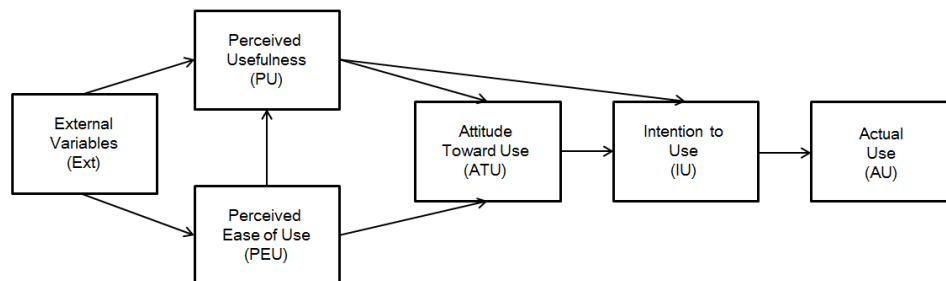 Perceived
Usefulness
(PU)
External
Variables
(Ext)
Perceived
Ease of Use
(PEU)
Attitude
Toward Use
(ATU)
Intention to
Use
(IU)
Actual
Use
(AU)